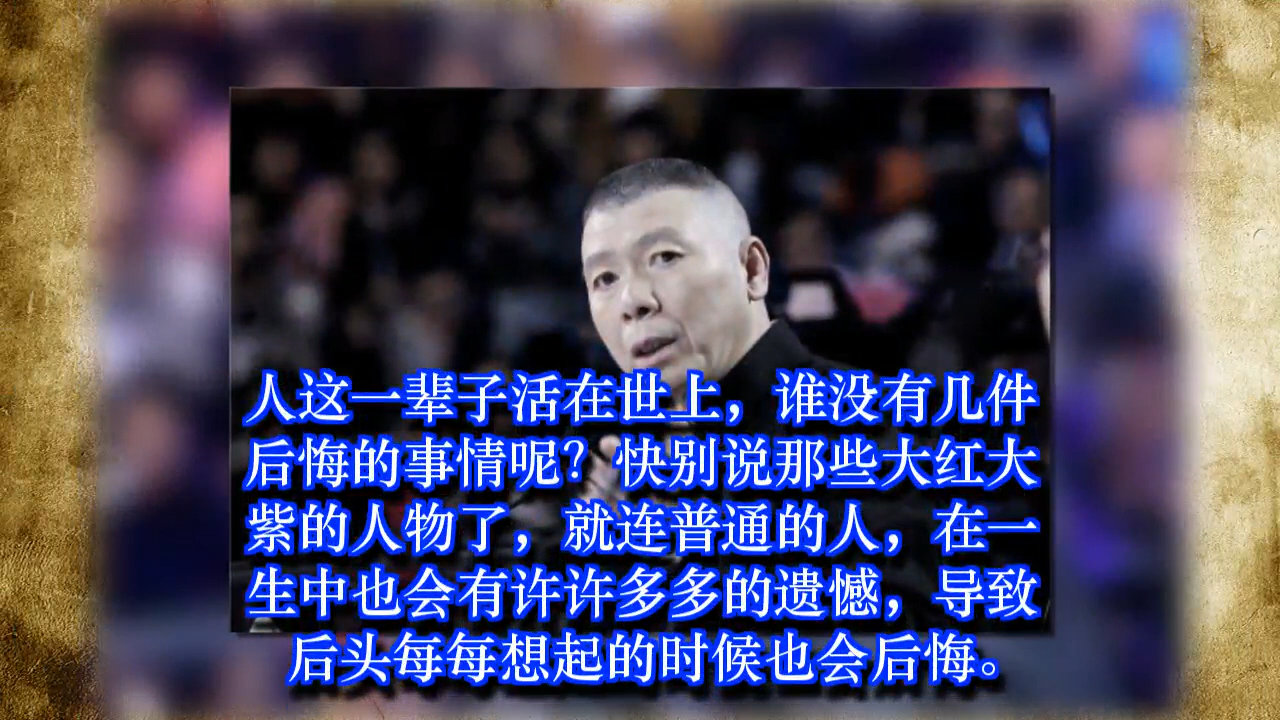 人这一辈子活在世上，谁没有几件
后悔的事情呢？快别说那些大红大
紫的人物了，就连普通的人，在一
生中也会有许许多多的遗憾，导致
后头每每想起的时候也会后悔。